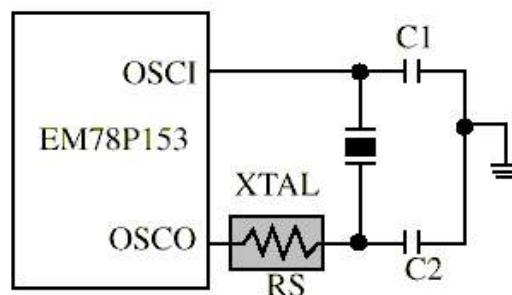 C1
OSCI
EM78P153
XTAL
OSCO
C2
RS